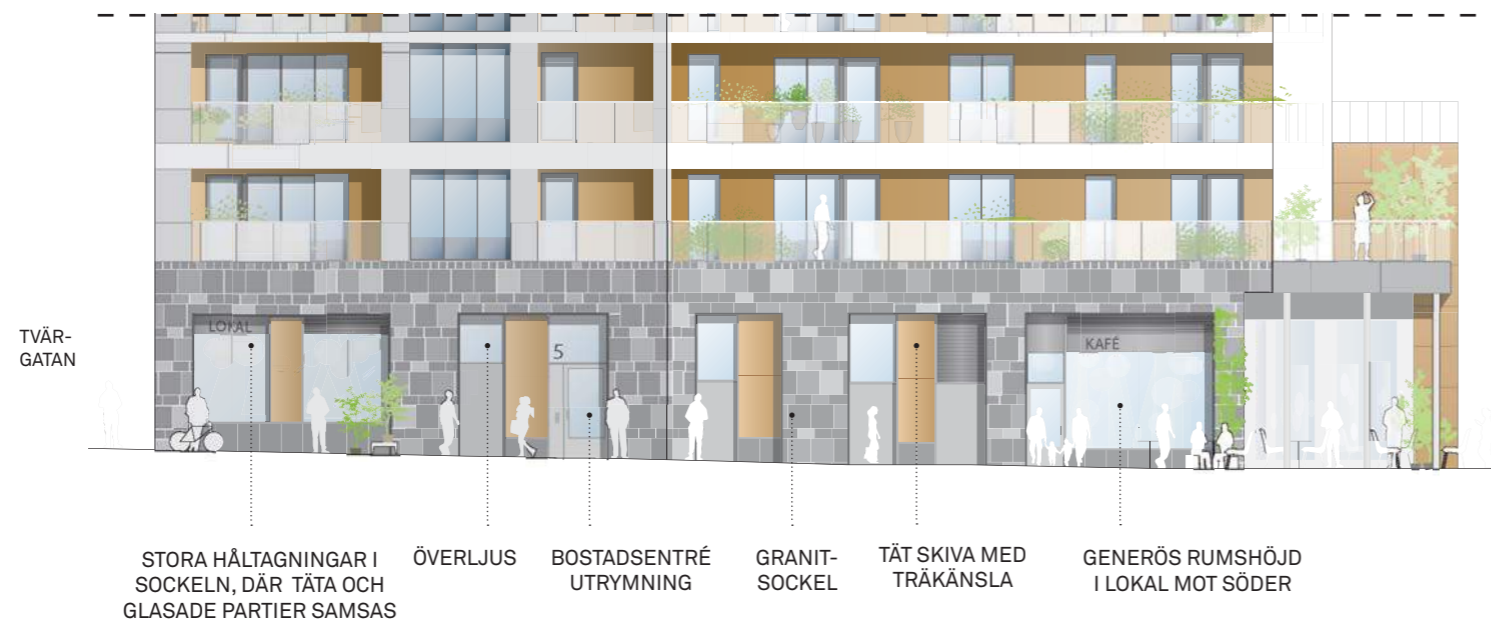 LOKAL
5
KAFÉ
TVÄR-
GATAN
STORA HÅLTAGNINGAR I
SOCKELN, DÄR TÄTA OCH
GLASADE PARTIER SAMSAS
ÖVERLJUS
BOSTADSENTRÉ
UTRYMNING
GRANIT-
SOCKEL
TÄT SKIVA MED
TRÄKÄNSLA
GENERÖS RUMSHÖJD
I LOKAL MOT SÖDER